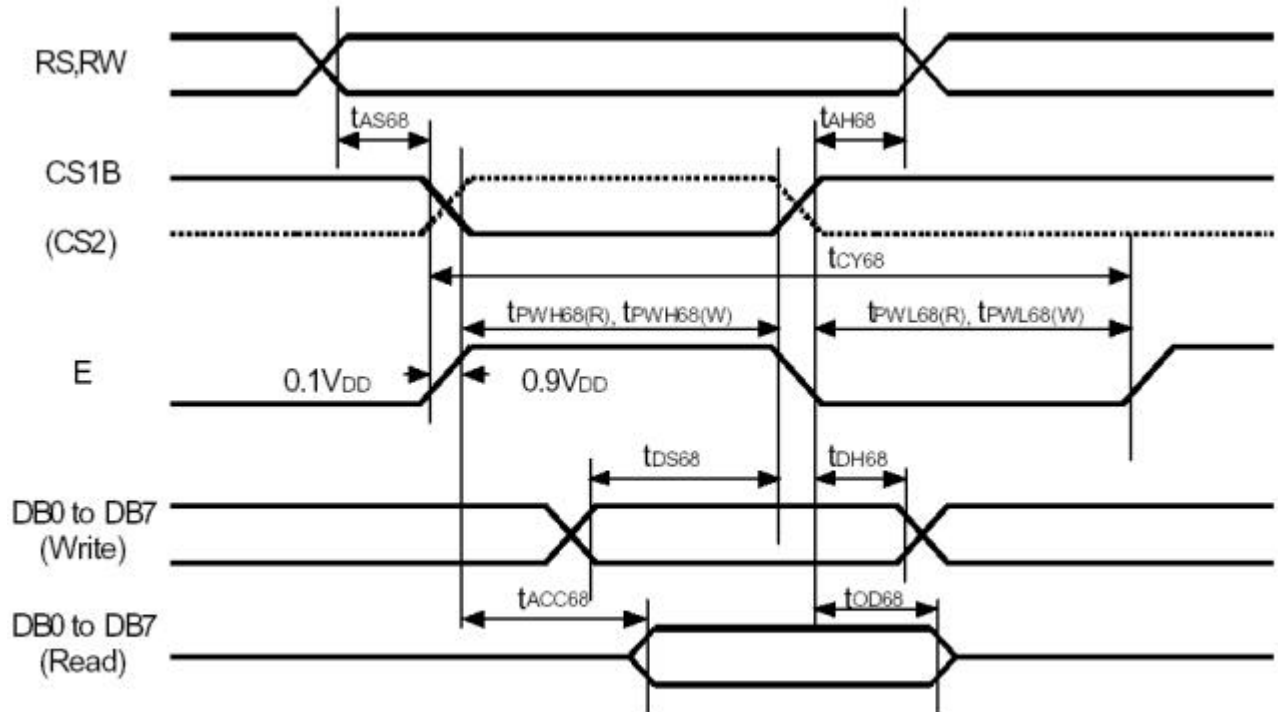 RS,RW
tAS68
tAH68
CS1B
(CS2)
tCY68
tPWH68(R), tPWH68(W)
tPWL68(R), tPWL68(W)
E
0.1VDD
0.9VDD
tDS68
tDH68
DB0 to DB7
(Write)
tACC68
tOD68
DB0 to DB7
(Read)